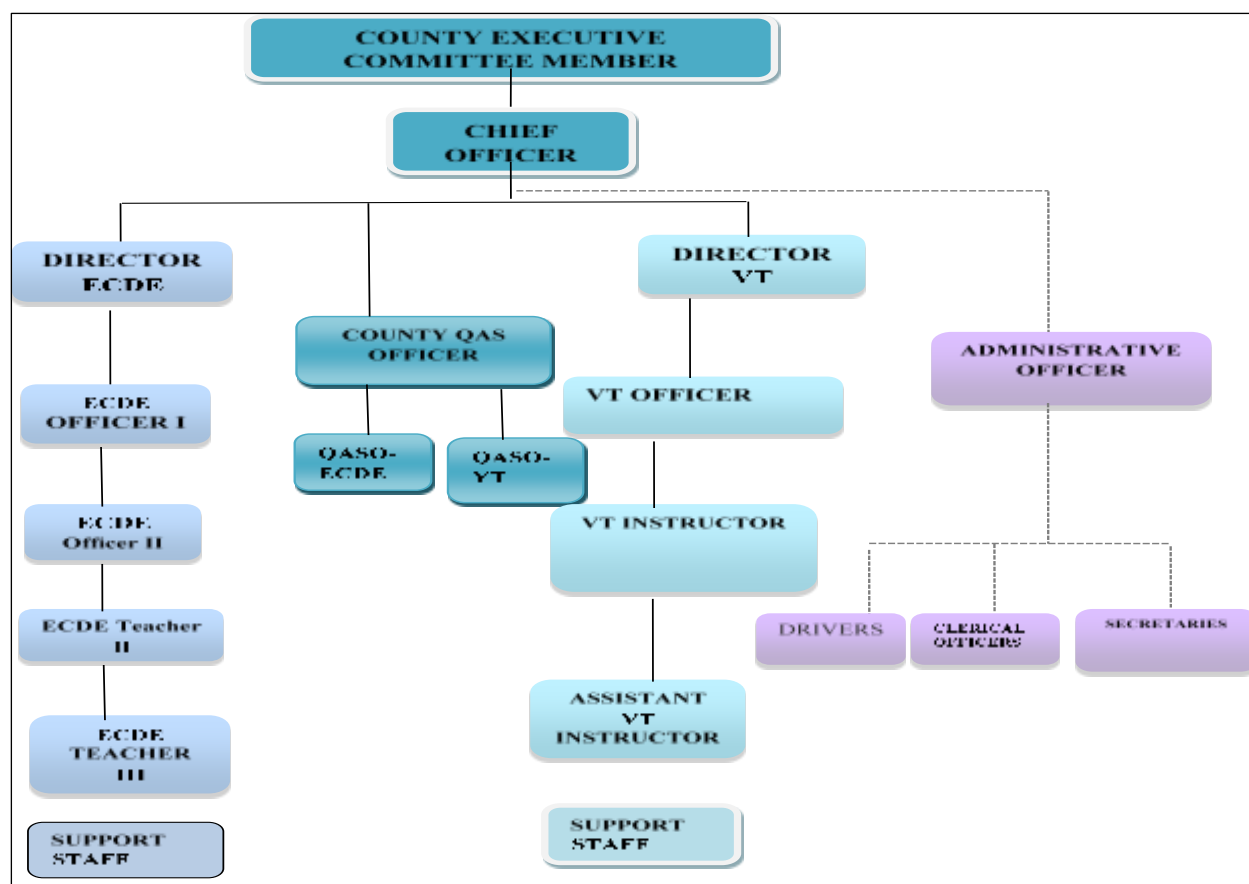 COUNTY EXECUTIVE
COMMITTEE MEMBER
CHIEF
OFFICER
DIRECTOR
ECDE
DIRECTOR
VT
COUNTY QAS
OFFICER
ADMINISTRATIVE
OFFICER
ECDE
OFFICER I
VT OFFICER
QASO-
ECDE
QASO-
YT
ECDE
Officer II
VT INSTRUCTOR
ECDE Teacher
II
DRIVERS
CLERICAL
OFFICERS
SECRETARIES
ECDE
TEACHER
III
ASSISTANT
VT
INSTRUCTOR
SUPPORT
STAFF
SUPPORT
STAFF